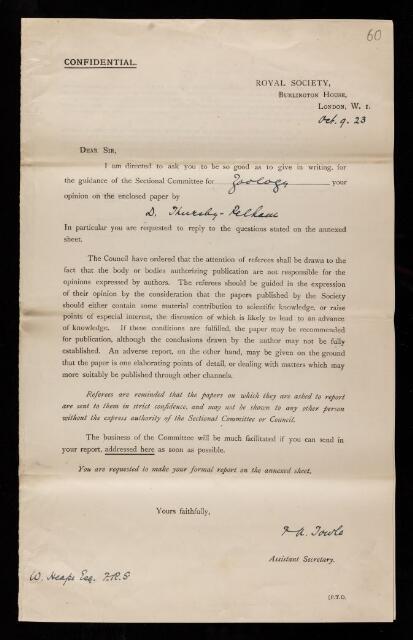 60
CONFIDENTIAL.
ROYAL SOCIETY,
BURLINGTON HOUSE,
LONDON, W. 1.
Oct. 9. 23
DEAR SIR,
I am directed to ask you to be so good as to give in writing, for
the guidance of the Sectional Committee for Zoology your
opinion on the enclosed paper by
D. Thursby-Pelham
In particular you are requested to reply to the questions stated on the annexed
sheet.
The Council have ordered that the attention of referees shall be drawn to the
fact that the body or bodies authorizing publication are not responsible for the
opinions expressed by authors. The referees should be guided in the expression
of their opinion by the consideration that the papers published by the Society
should either contain some material contribution to scientific knowledge, or raise
points of especial interest, the discussion of which is likely to lead to an advance
of knowledge. If these conditions are fulfilled, the paper may be recommended
for publication, although the conclusions drawn by the author may not be fully
established. An adverse report, on the other hand, may be given on the ground
that the paper is one elaborating points of detail, or dealing with matters which may
more suitably be published through other channels.
Referees are reminded that the papers on which they are asked to report
are sent to them in strict confidence, and may not be shown to any other person
without the express authority of the Sectional Committee or Council.
The business of the Committee will be much facilitated if you can send in
your report, addressed here as soon as possible.
You are requested to make your formal report on the annexed sheet.
Yours faithfully,
F A. Towle
Assistant Secretary.
W. Heape Esq. F.R.S
[P.T.O.